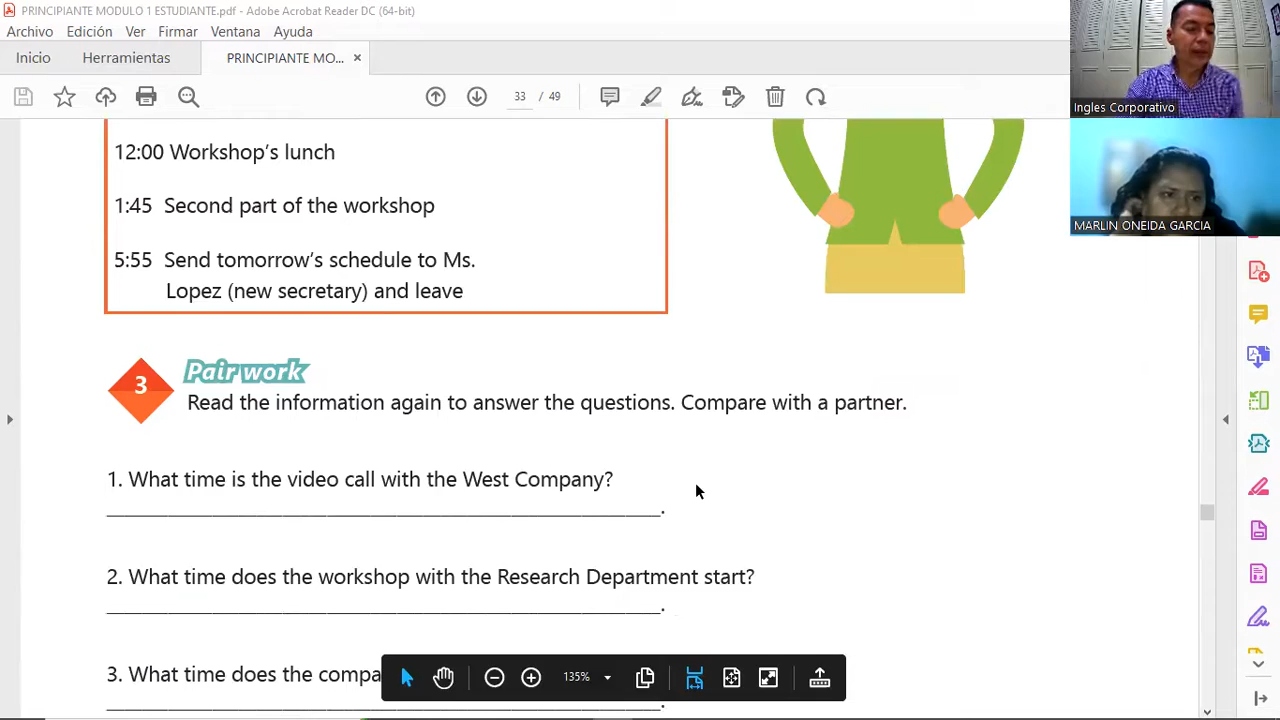 PRINCIPIANTE MODULO 1 ESTUDIANTE.pdf - Adobe Acrobat Reader DC (64-bit)
Archivo Edición Ver Firmar Ventana Ayuda
Inicio Herramientas PRINCIPIANTE MO... ×
33 / 49
Ingles Corporativo
MARLIN ONEIDA GARCIA
12:00 Workshop's lunch
1:45 Second part of the workshop
5:55 Send tomorrow's schedule to Ms.
Lopez (new secretary) and leave
3 Pair work
Read the information again to answer the questions. Compare with a partner.
1. What time is the video call with the West Company?
2. What time does the workshop with the Research Department start?
3. What time does the compa
135%